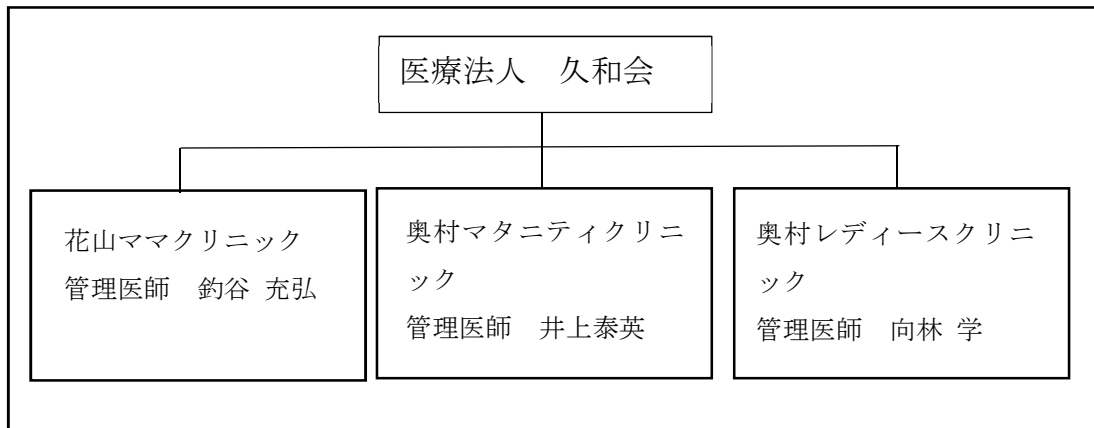 医療法人　久和会
花山ママクリニック
管理医師　釣谷 充弘
奥村マタニティクリニ
ック
管理医師　井上泰英
奥村レディースクリニ
ック
管理医師　向林 学